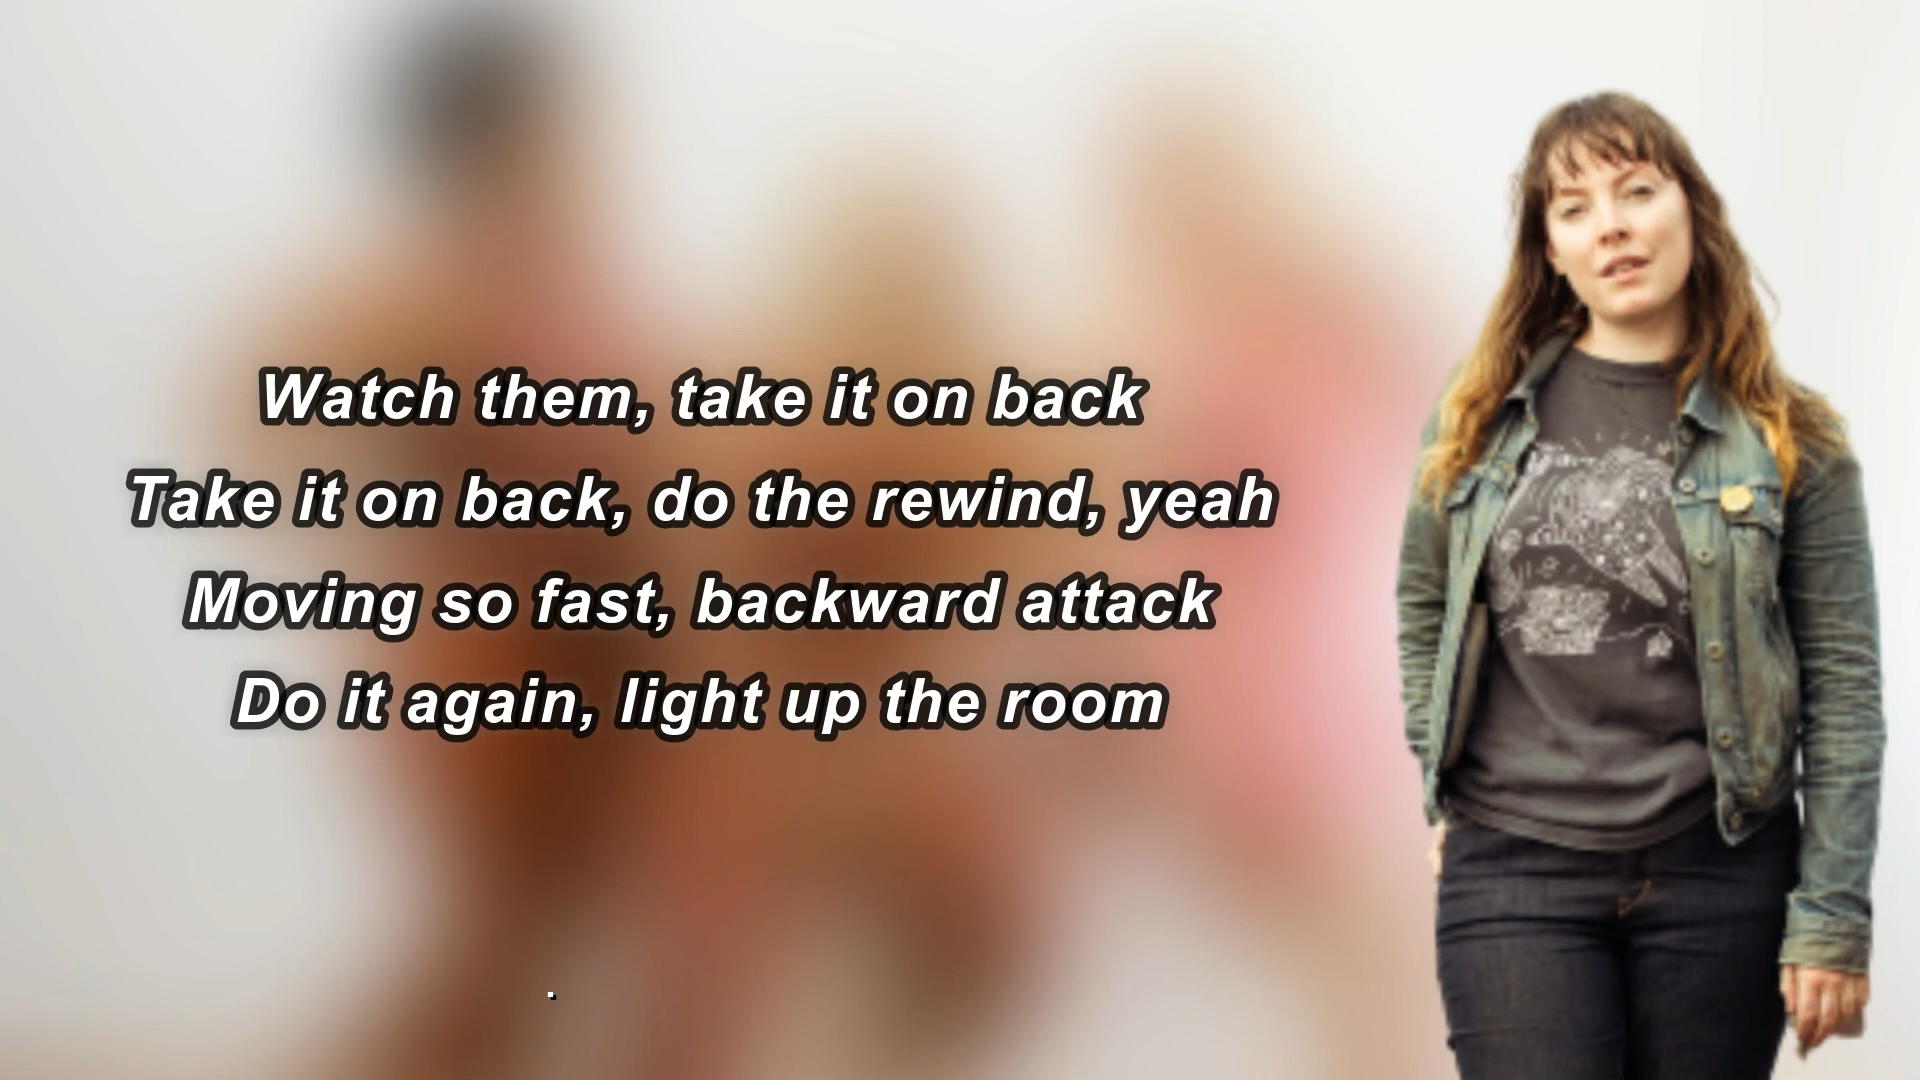 Watch them, take it on back
Take it on back, do the rewind, yeah
Moving so fast, backward attack
Do it again, light up the room